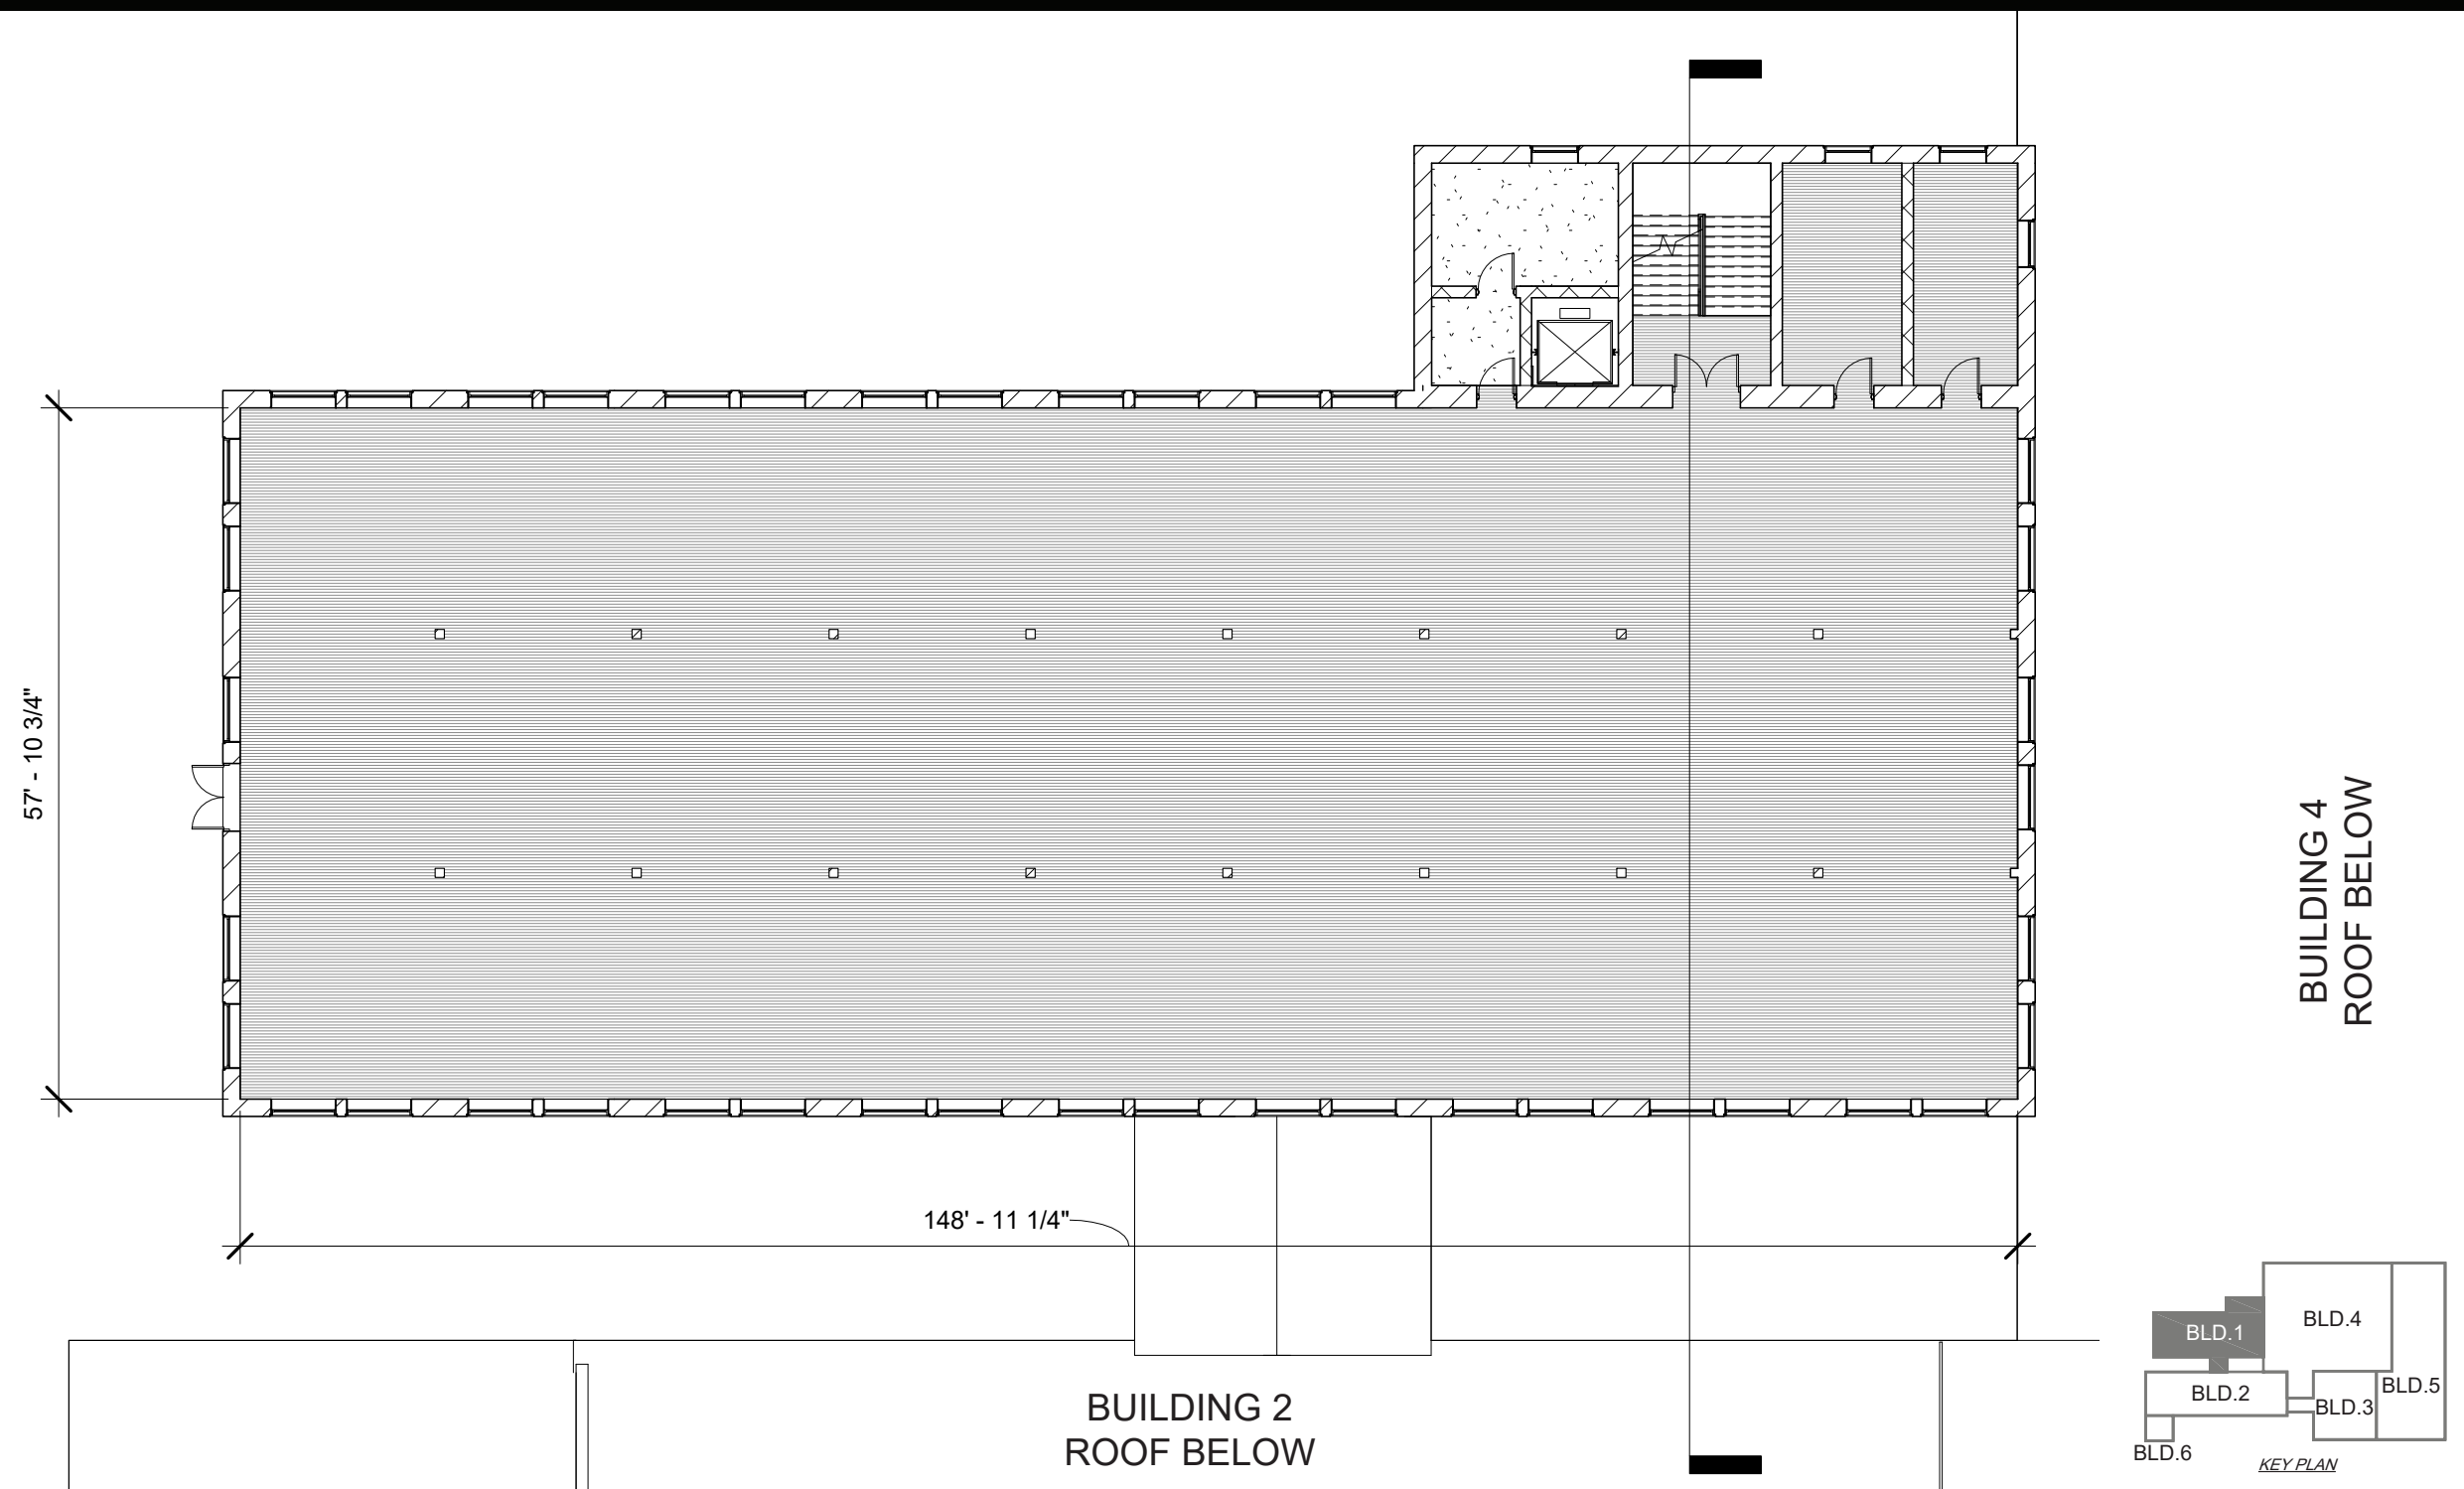 57' - 10 3/4"
BUILDING 4
ROOF BELOW
148' - 11 1/4"
BUILDING 2
ROOF BELOW
BLD.4
BLD.1
BLD.5
BLD.2
BLD.3
BLD.6
KEY PLAN